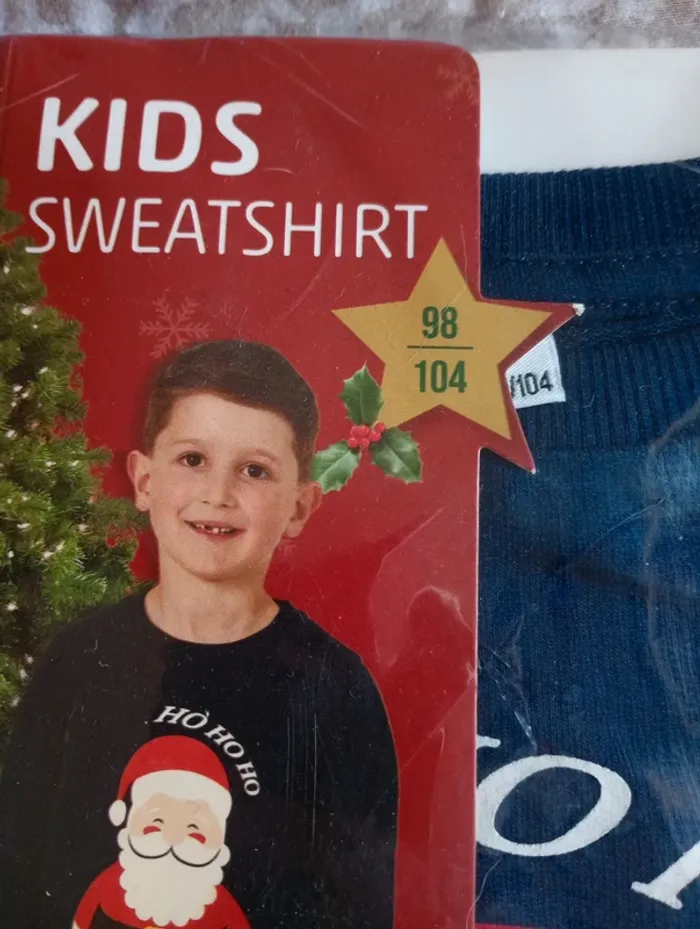 KIDS
SWEATSHIRT
98
104
/104
HO HO HO
O